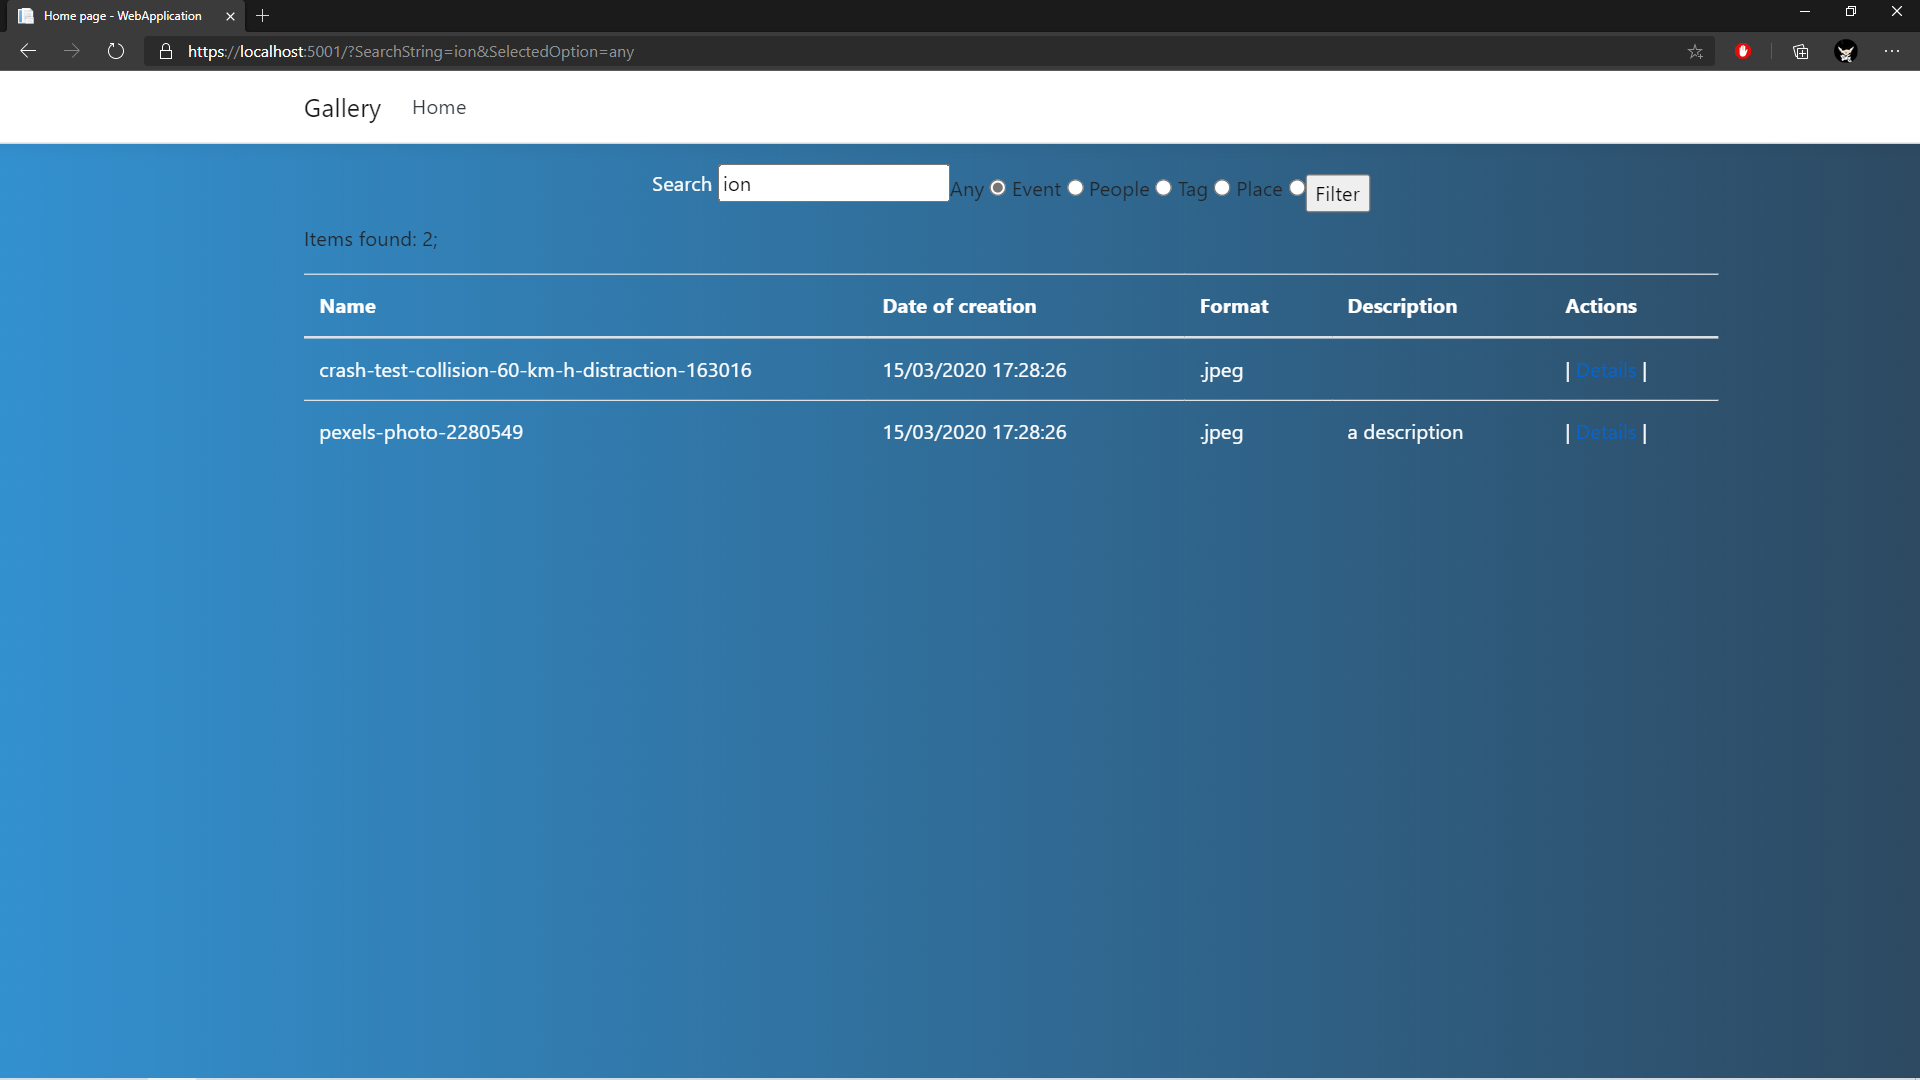 Home page - WebApplication
https://localhost:5001/?SearchString=ion&SelectedOption=any
Gallery Home
Search ion Any Event People Tag Place Filter
Items found: 2;
Name Date of creation Format Description Actions
crash-test-collision-60-km-h-distraction-163016 15/03/2020 17:28:26 .jpeg | Details |
pexels-photo-2280549 15/03/2020 17:28:26 .jpeg a description | Details |